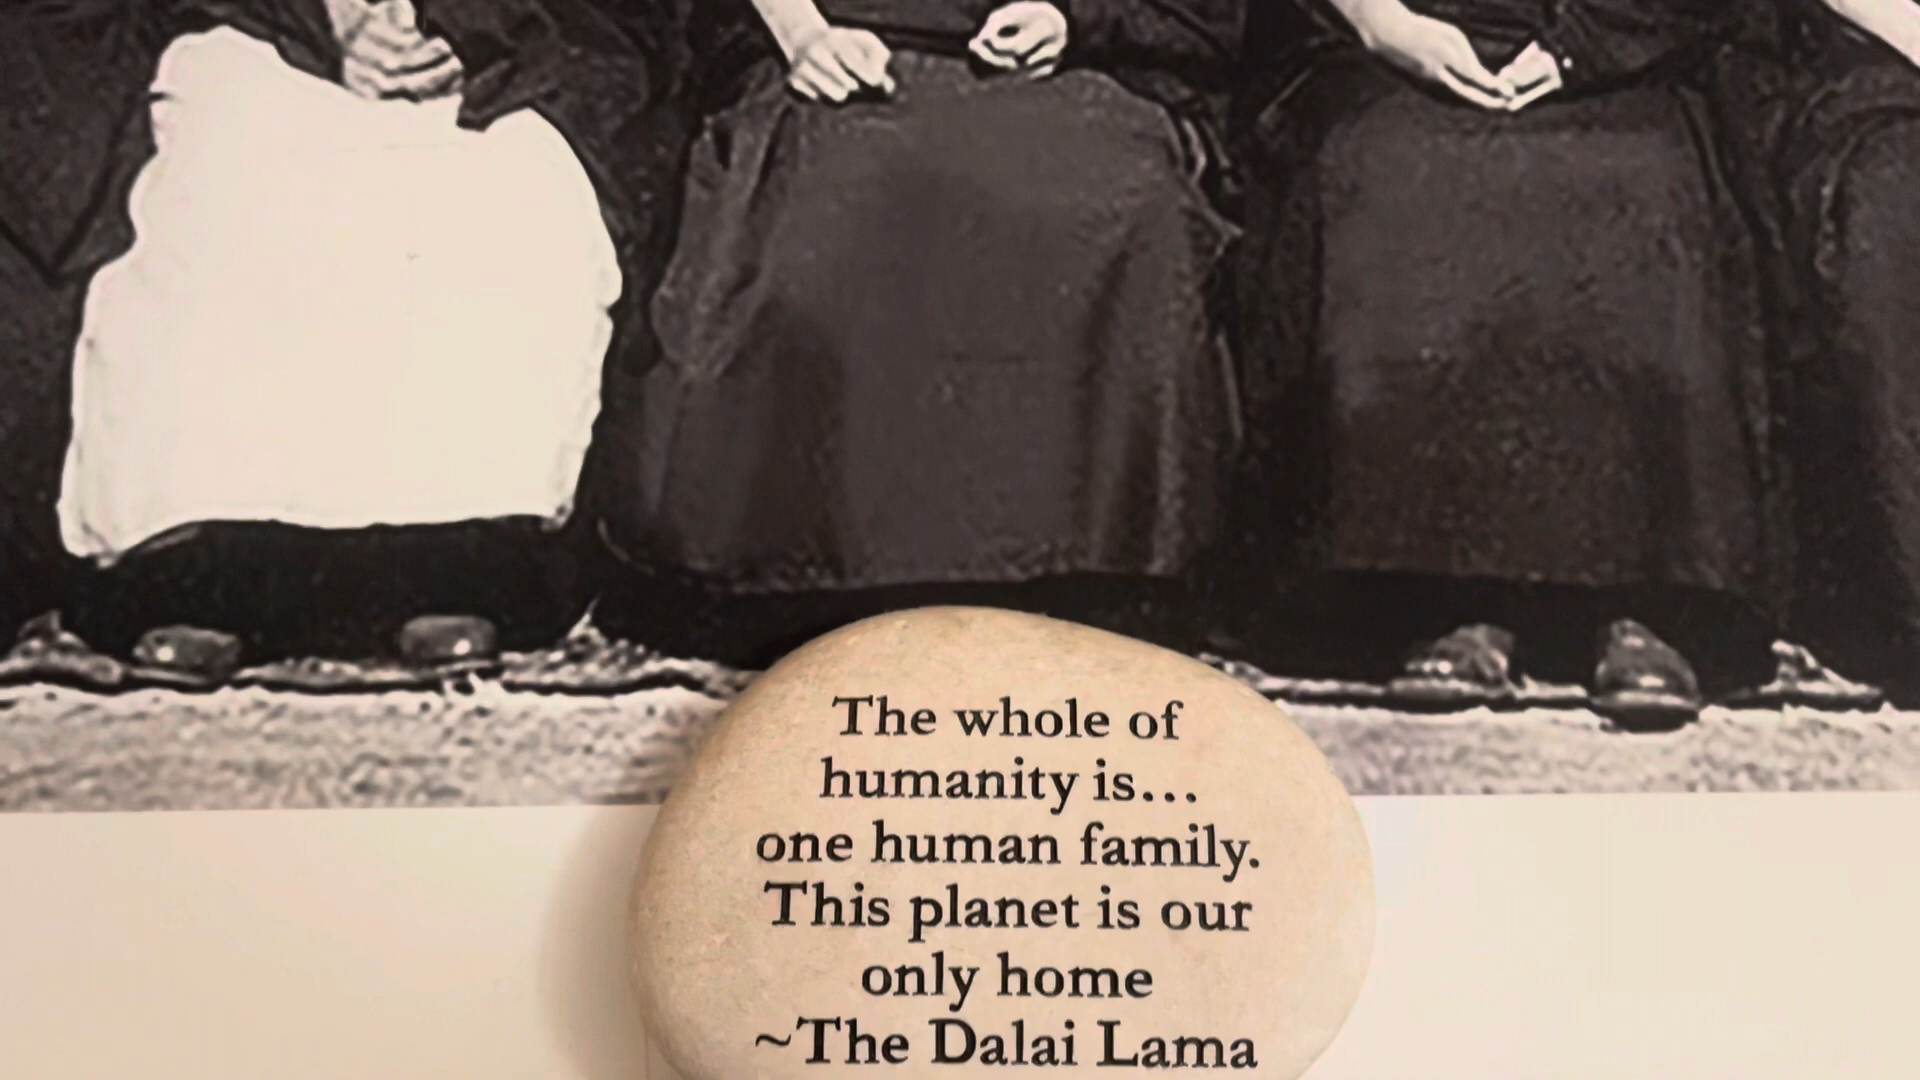 The whole of
humanity is...
one human family.
This planet is our
only home
~The Dalai Lama